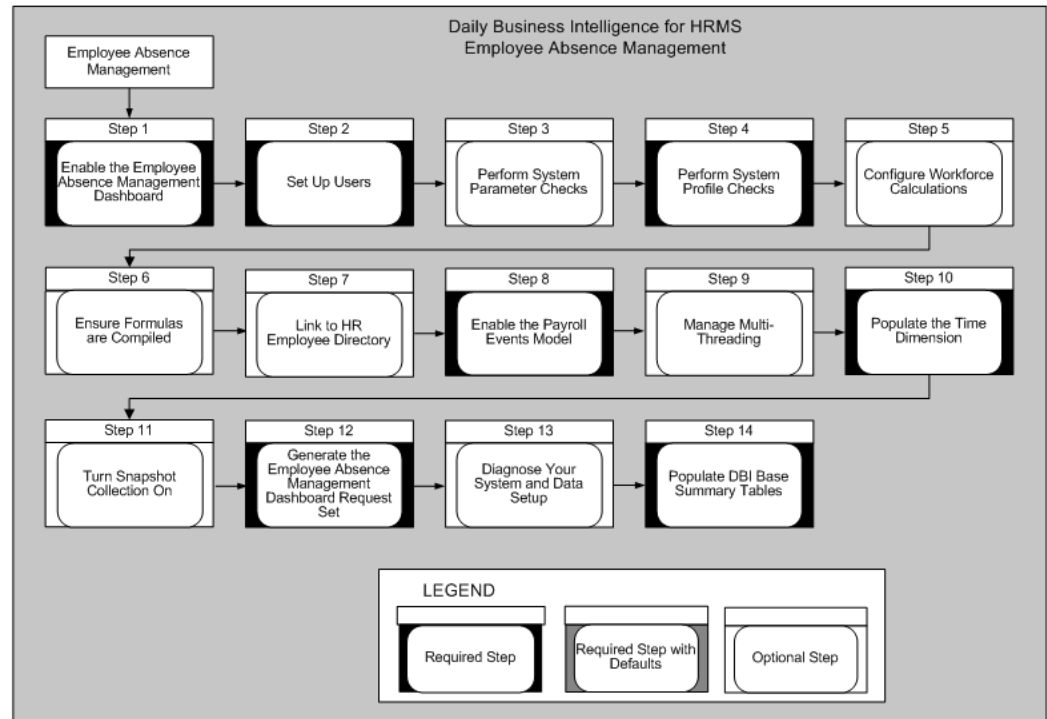 Daily Business Intelligence for HRMS
Employee Absence Management
Employee Absence
Management
Step 1
Enable the Employee
Absence Management
Dashboard
Step 2
Set Up Users
Step 3
Perform System
Parameter Checks
Step 4
Perform System
Profile Checks
Step 5
Configure Workforce
Calculations
Step 6
Ensure Formulas
are Compiled
Step 7
Link to HR
Employee Directory
Step 8
Enable the Payroll
Events Model
Step 9
Manage Multi-
Threading
Step 10
Populate the Time
Dimension
Step 11
Turn Snapshot
Collection On
Step 12
Generate the
Employee Absence
Management
Dashboard Request
Set
Step 13
Diagnose Your
System and Data
Setup
Step 14
Populate DBI Base
Summary Tables
LEGEND
Required Step
Required Step with
Defaults
Optional Step